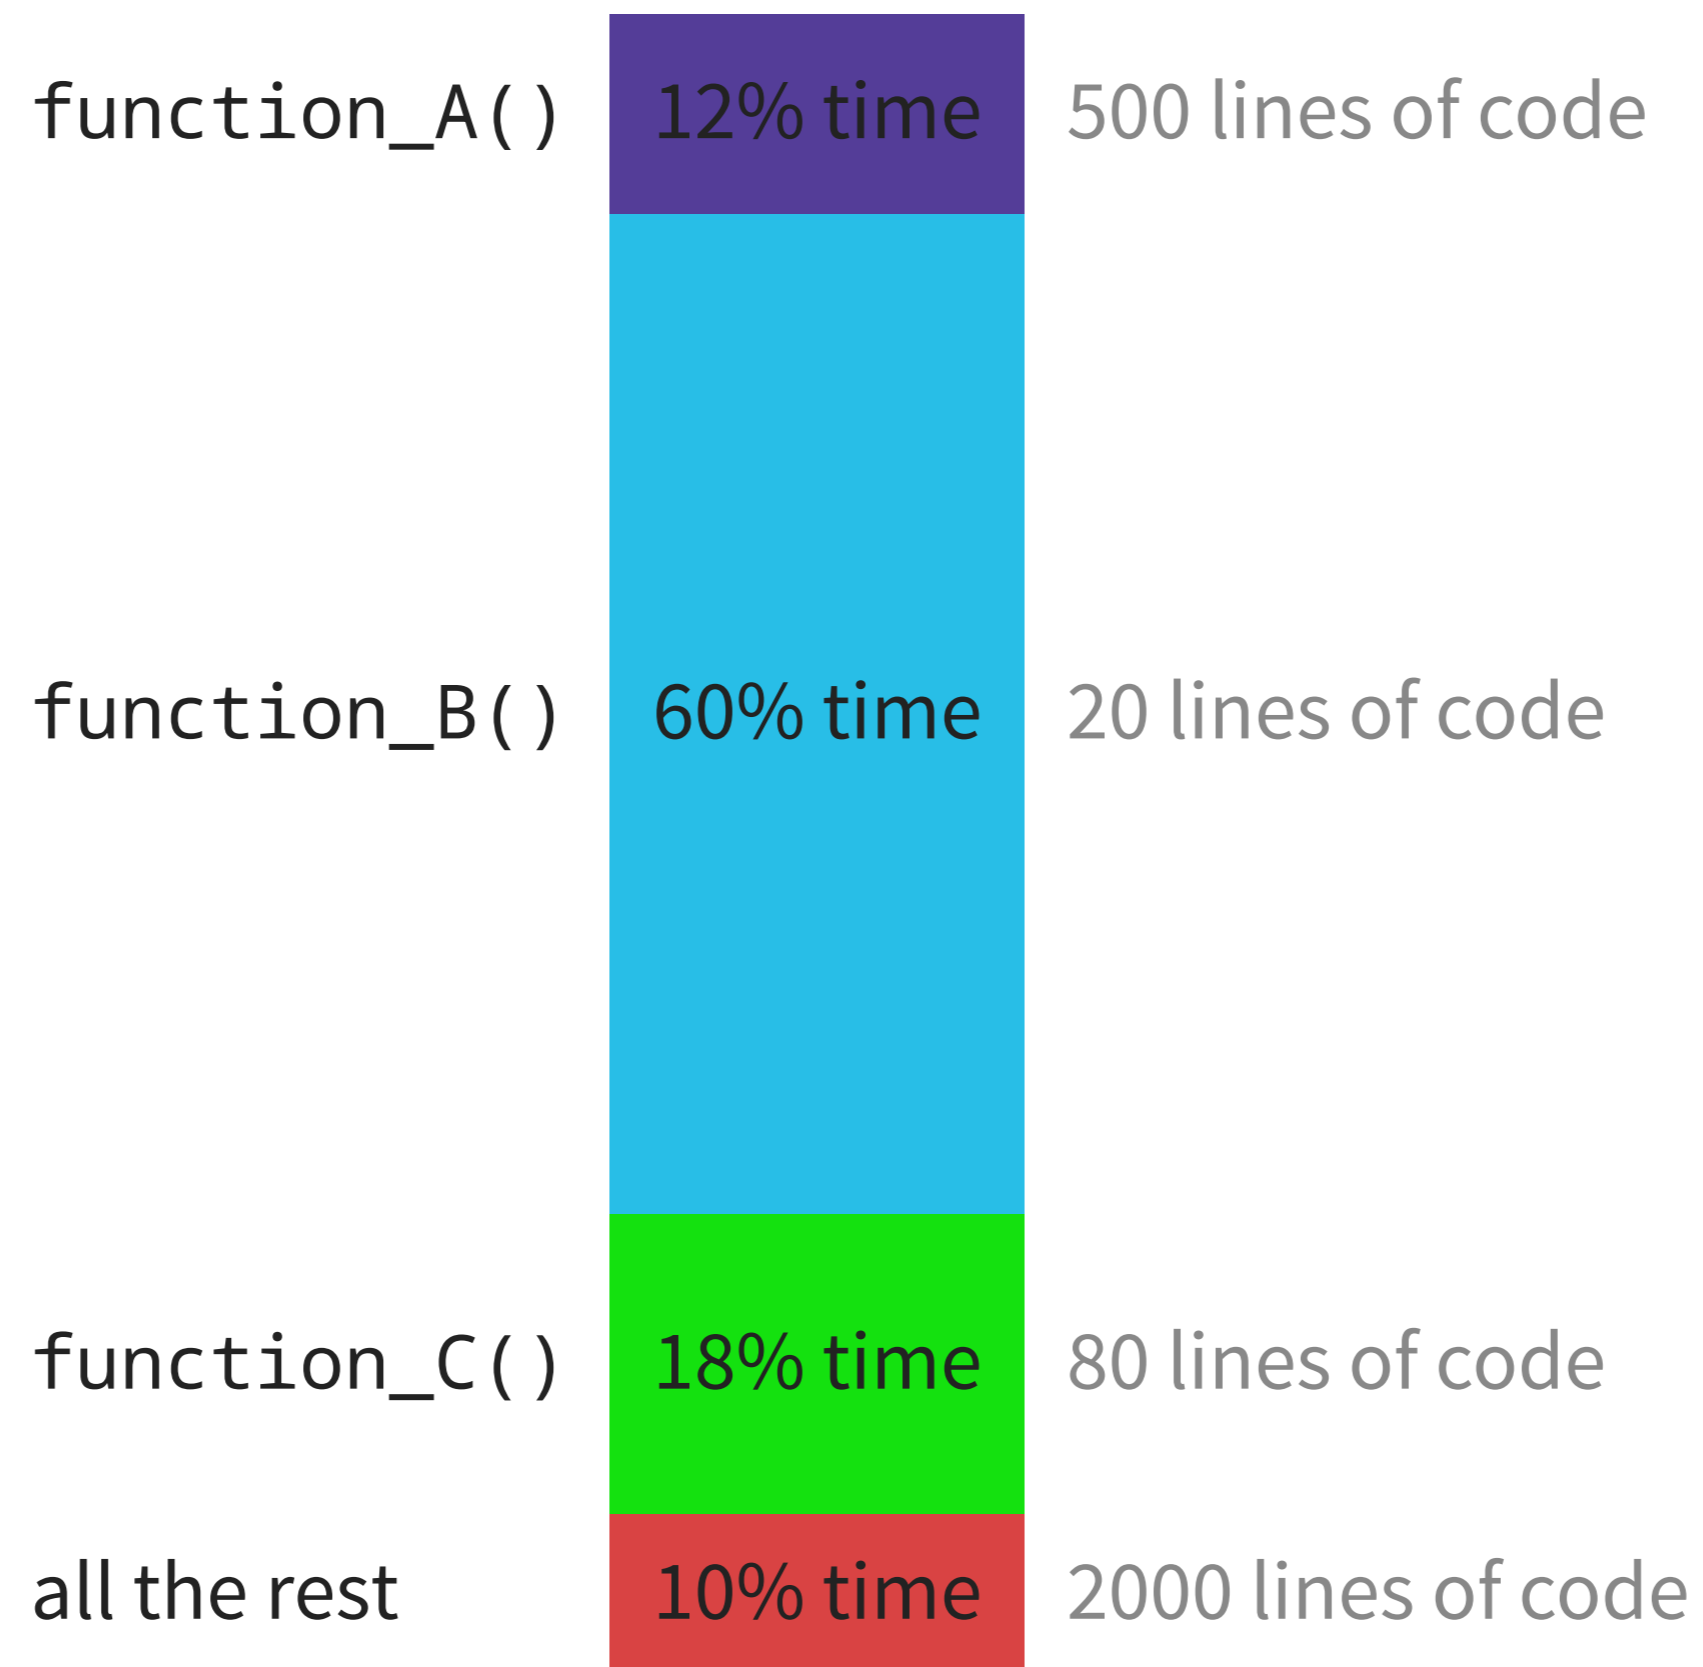 function_A() 12% time 500 lines of code
function_B() 60% time 20 lines of code
function_C() 18% time 80 lines of code
all the rest 10% time 2000 lines of code